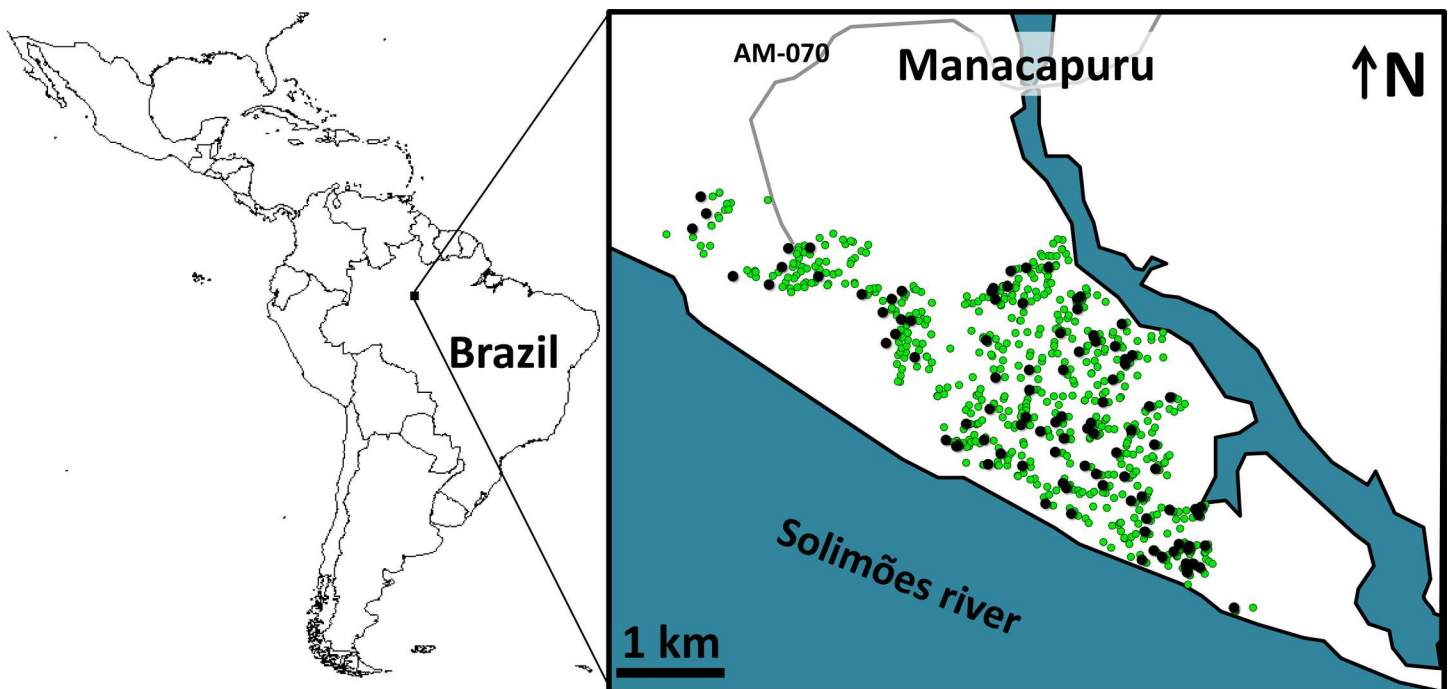 Brazil
AM-070
Manacapuru
↑N
Solimões river
1 km